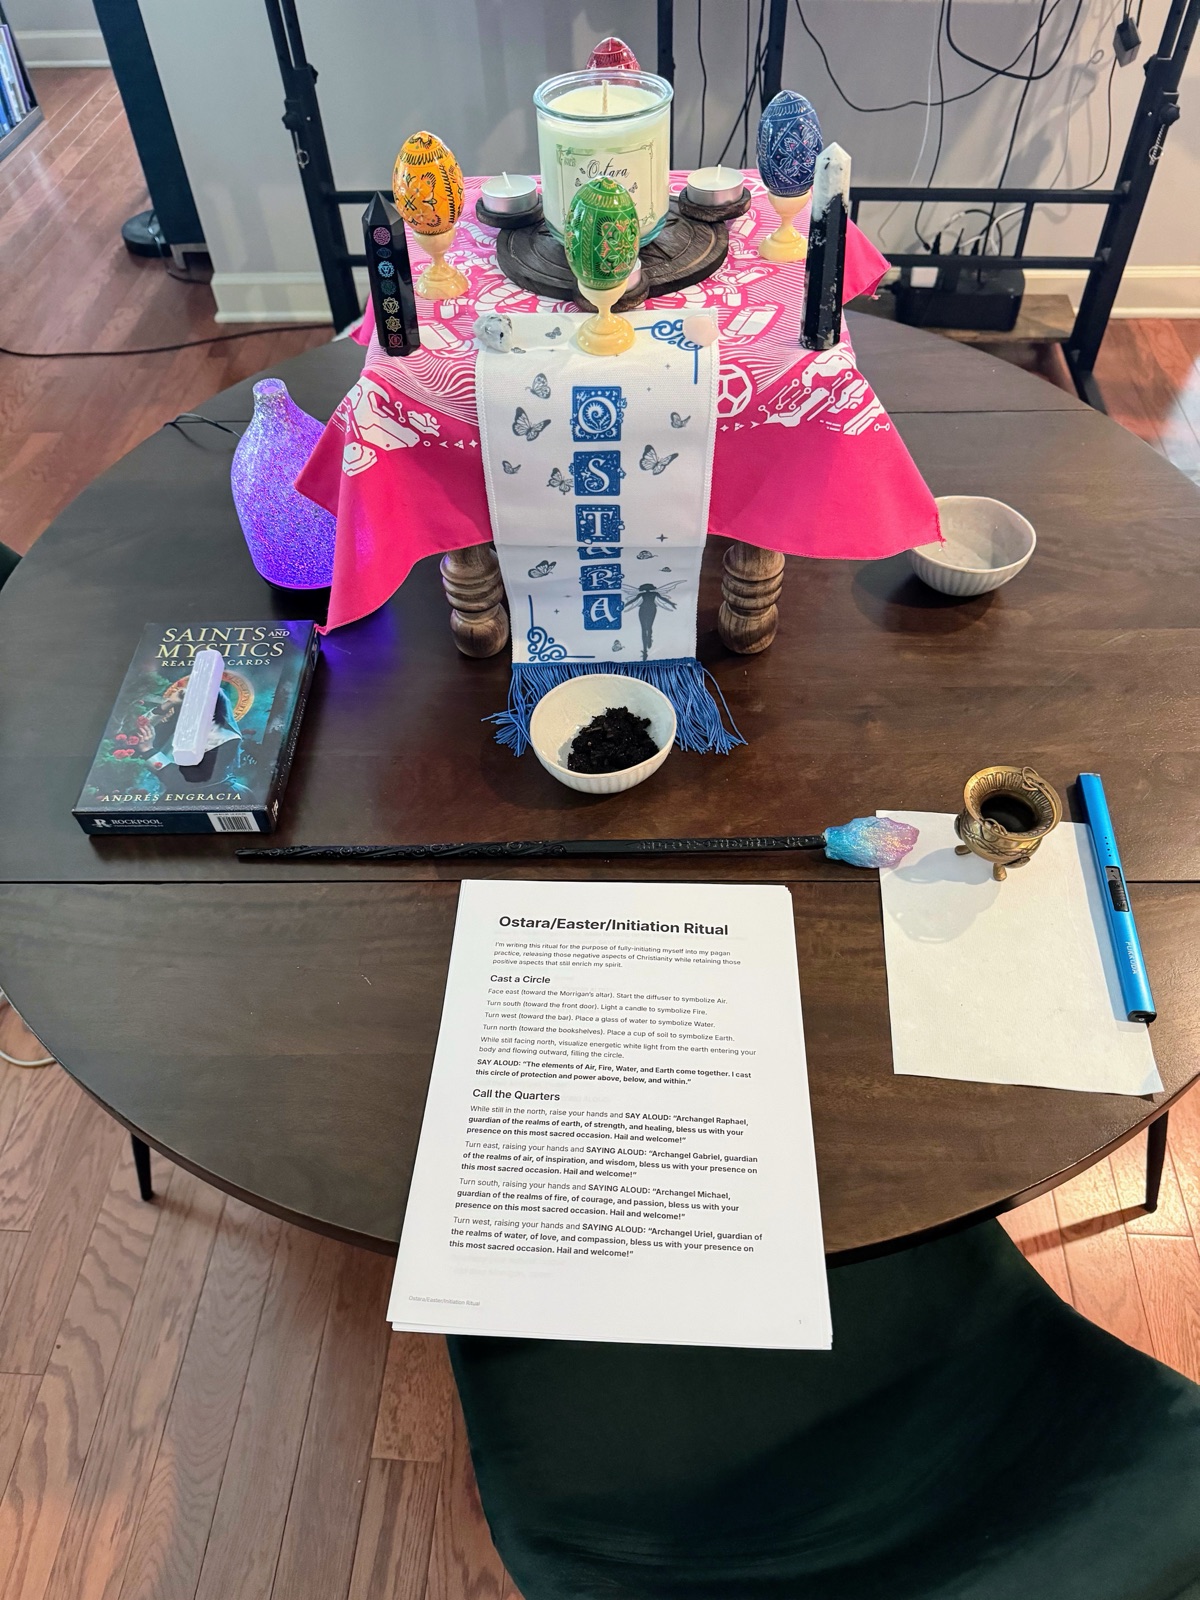 Ostara
O
S
T
a
R
A
SAINTS AND
MYSTICS
READING CARDS
ANDRES ENGRACIA
R ROCKPOOL
Ostara/Easter/Initiation Ritual
I'm writing this ritual for the purpose of fully-initiating myself into my pagan
practice, releasing those negative aspects of Christianity while retaining those
positive aspects that still enrich my spirit.
Cast a Circle
Face east (toward the Morrigan's altar). Start the diffuser to symbolize Air.
Turn south (toward the front door). Light a candle to symbolize Fire.
Turn west (toward the bar). Place a glass of water to symbolize Water.
Turn north (toward the bookshelves). Place a cup of soil to symbolize Earth.
While still facing north, visualize energetic white light from the earth entering your
body and flowing outward, filling the circle.
SAY ALOUD: "The elements of Air, Fire, Water, and Earth come together. I cast
this circle of protection and power above, below, and within."
Call the Quarters
While still in the north, raise your hands and SAY ALOUD: "Archangel Raphael,
guardian of the realms of earth, of strength, and healing, bless us with your
presence on this most sacred occasion. Hail and welcome!"
Turn east, raising your hands and SAYING ALOUD: "Archangel Gabriel, guardian
of the realms of air, of inspiration, and wisdom, bless us with your presence on
this most sacred occasion. Hail and welcome!"
Turn south, raising your hands and SAYING ALOUD: "Archangel Michael,
guardian of the realms of fire, of courage, and passion, bless us with your
presence on this most sacred occasion. Hail and welcome!"
Turn west, raising your hands and SAYING ALOUD: "Archangel Uriel, guardian of
the realms of water, of love, and compassion, bless us with your presence on
this most sacred occasion. Hail and welcome!"
Ostara/Easter/Initiation Ritual
1